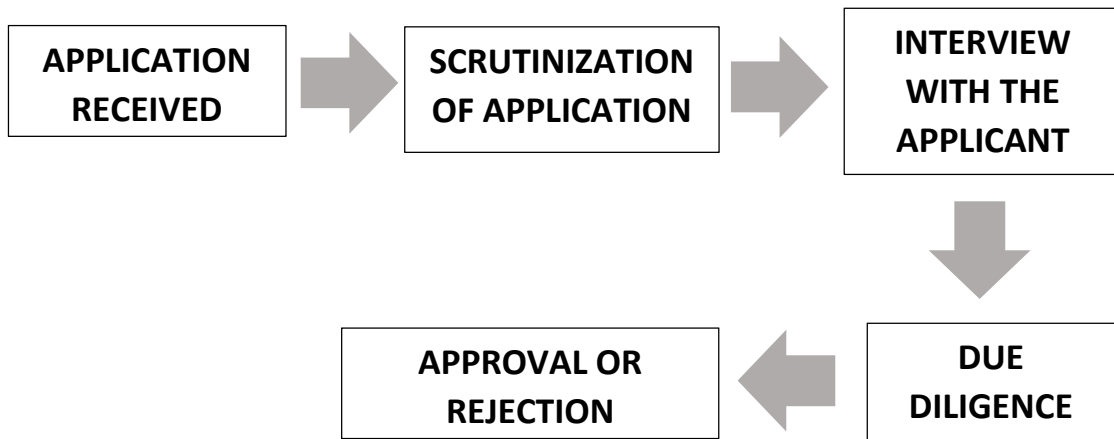 APPLICATION
RECEIVED
SCRUTINIZATION
OF APPLICATION
INTERVIEW
WITH THE
APPLICANT
DUE
DILIGENCE
APPROVAL OR
REJECTION